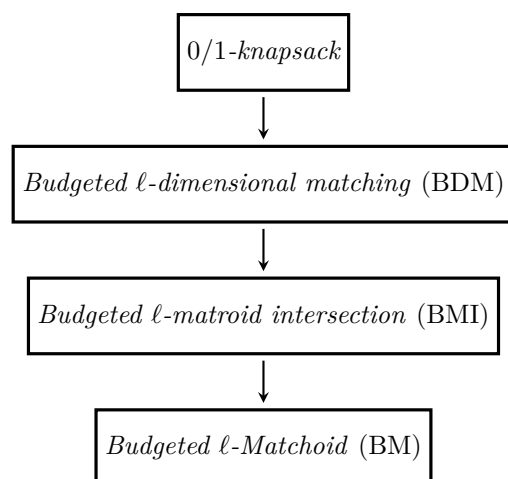 0/1-knapsack
Budgeted ℓ-dimensional matching (BDM)
Budgeted ℓ-matroid intersection (BMI)
Budgeted ℓ-Matchoid (BM)